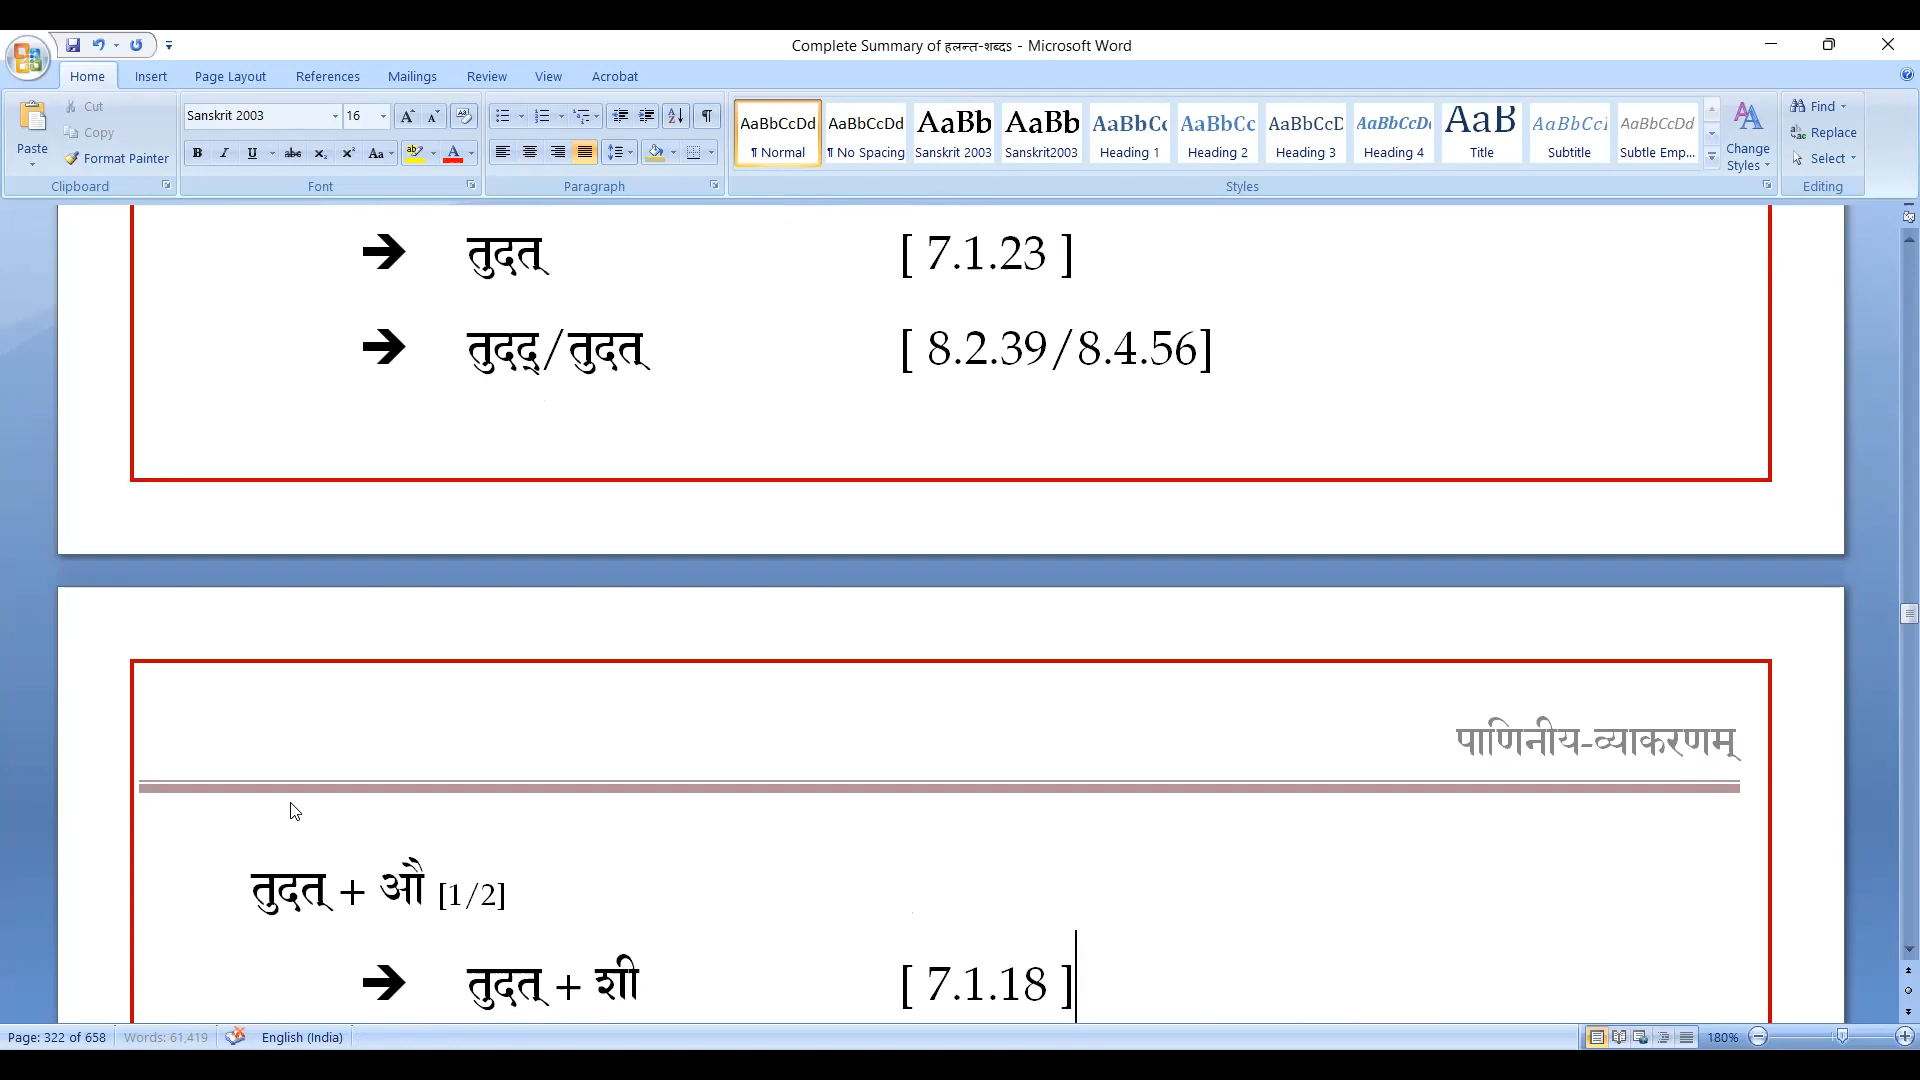 Complete Summary of हलन्त-शब्दs - Microsoft Word
Home Insert Page Layout References Mailings Review View Acrobat
Paste Cut Copy Format Painter Clipboard
Sanskrit 2003 16 Font
Paragraph
AaBbCcDd AaBbCcDd AaBb AaBb AaBbCc AaBbCc AaBbCcD AaBbCcD AaB AaBbCc AaBbCcDd
¶ Normal ¶ No Spacing Sanskrit 2003 Sanskrit2003 Heading 1 Heading 2 Heading 3 Heading 4 Title Subtitle Subtle Emp...
Change Styles
Styles
Find Replace Select Editing
➔ तुदत् [ 7.1.23 ]
➔ तुदद्/तुदत् [ 8.2.39/8.4.56]
पाणिनीय-व्याकरणम्
तुदत् + औ [1/2]
➔ तुदत् + शी [ 7.1.18 ]
Page: 322 of 658 Words: 61,419 English (India) 180%